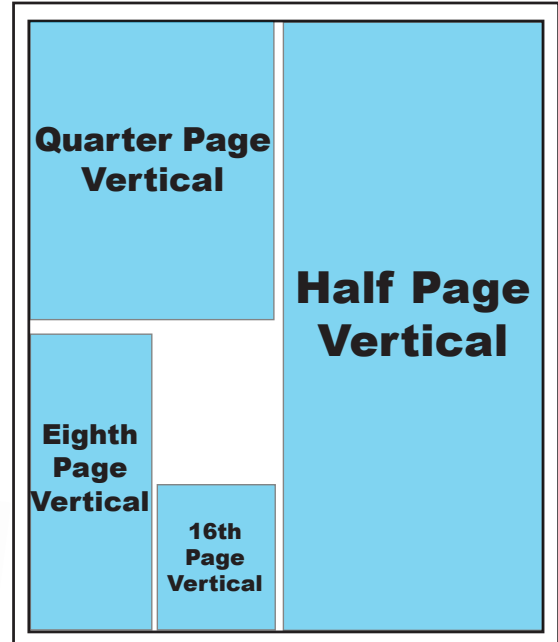 Quarter Page
Vertical
Half Page
Vertical
Eighth
Page
Vertical
16th
Page
Vertical